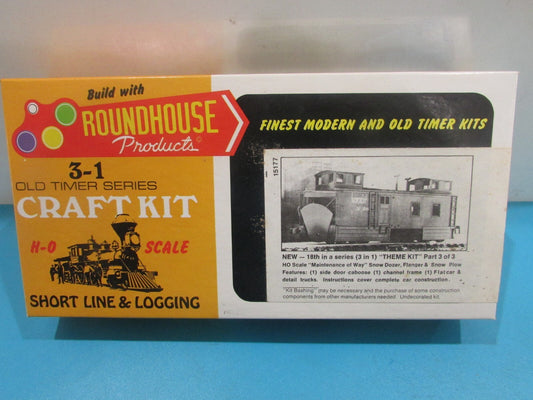 Build with
ROUNDHOUSE
Products
3-1
OLD TIMER SERIES
CRAFT KIT
H-O SCALE
SHORT LINE & LOGGING
FINEST MODERN AND OLD TIMER KITS
15177
NEW — 18th in a series (3 in 1) "THEME KIT" Part 3 of 3
HO Scale "Maintenance of Way" Snow Dozer, Flanger & Snow Plow
Features: (1) side door caboose (1) channel frame (1) Flatcar &
detail trucks. Instructions cover complete car construction.
"Kit Bashing" may be necessary and the purchase of some construction
components from other manufacturers needed. Undecorated kit.